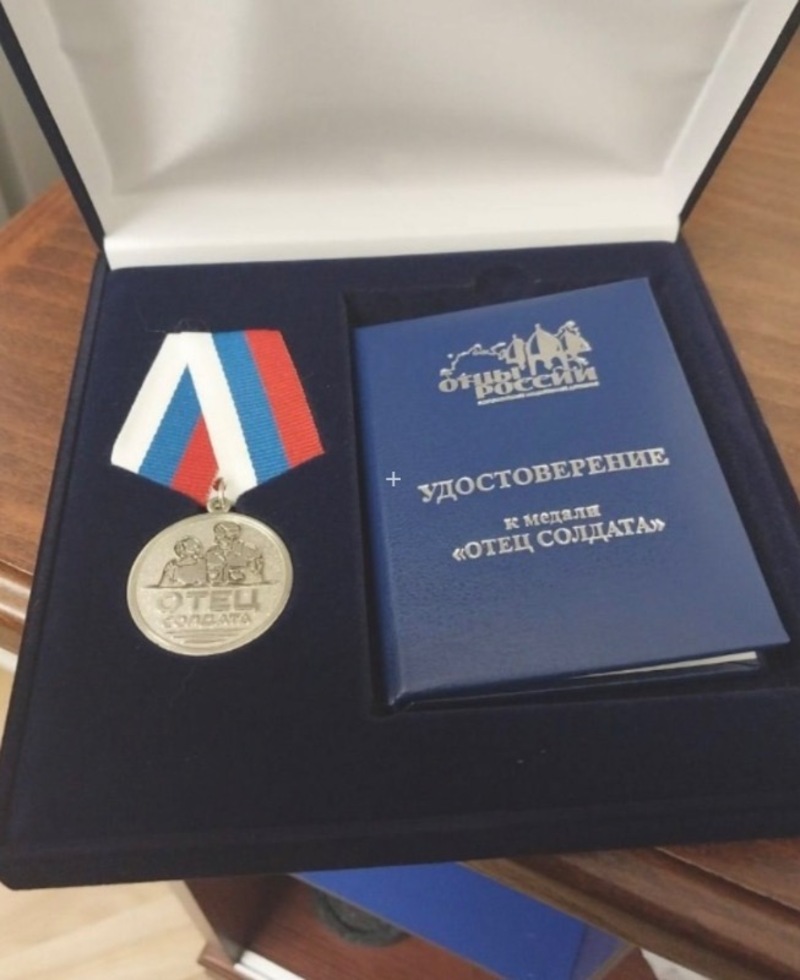 ОТЕЦ
СОЛДАТА
ОТЦЫ
РОССИИ
УДОСТОВЕРЕНИЕ
к медали
«ОТЕЦ СОЛДАТА»